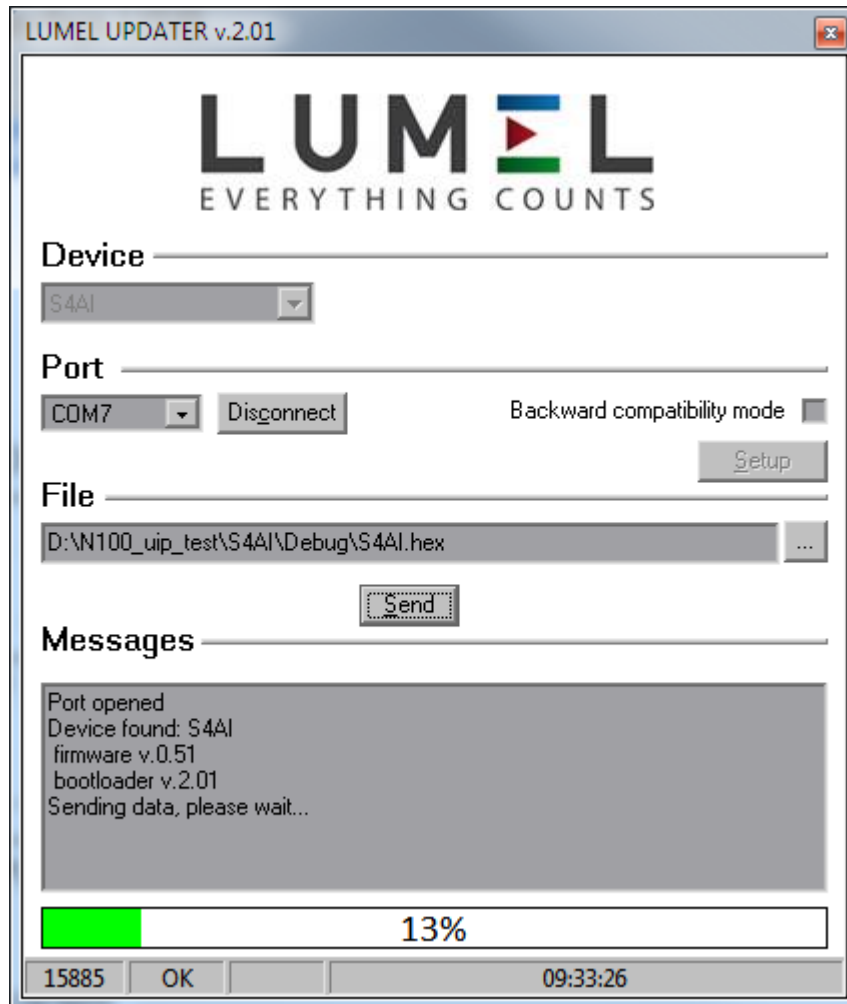 LUMEL UPDATER v.2.01
LUMEL
EVERYTHING COUNTS
Device
S4AI
Port
COM7 Disconnect Backward compatibility mode
Setup
File
D:\N100_uip_test\S4AI\Debug\S4AI.hex ...
Send
Messages
Port opened
Device found: S4AI
firmware v.0.51
bootloader v.2.01
Sending data, please wait...
13%
15885 OK 09:33:26